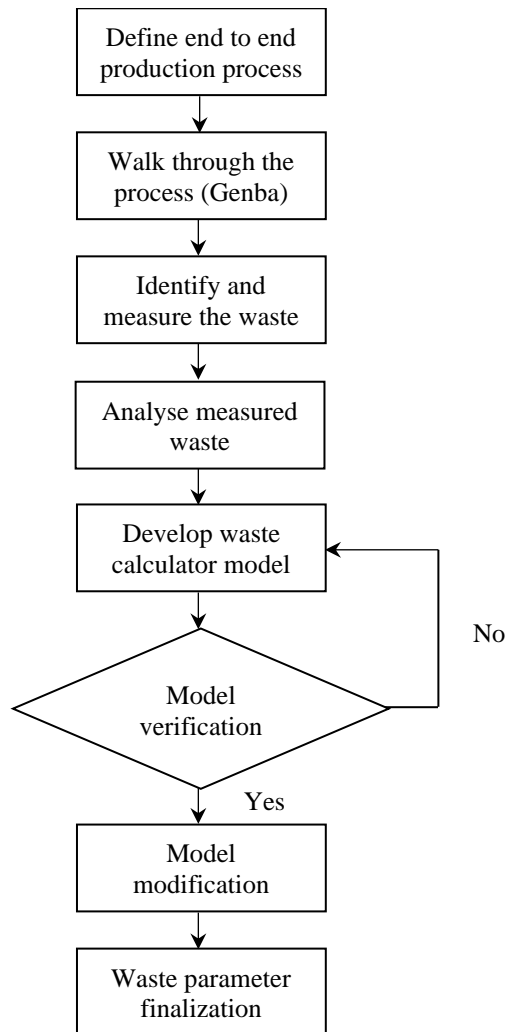 Define end to end
production process
Walk through the
process (Genba)
Identify and
measure the waste
Analyse measured
waste
Develop waste
calculator model
No
Model
verification
Yes
Model
modification
Waste parameter
finalization